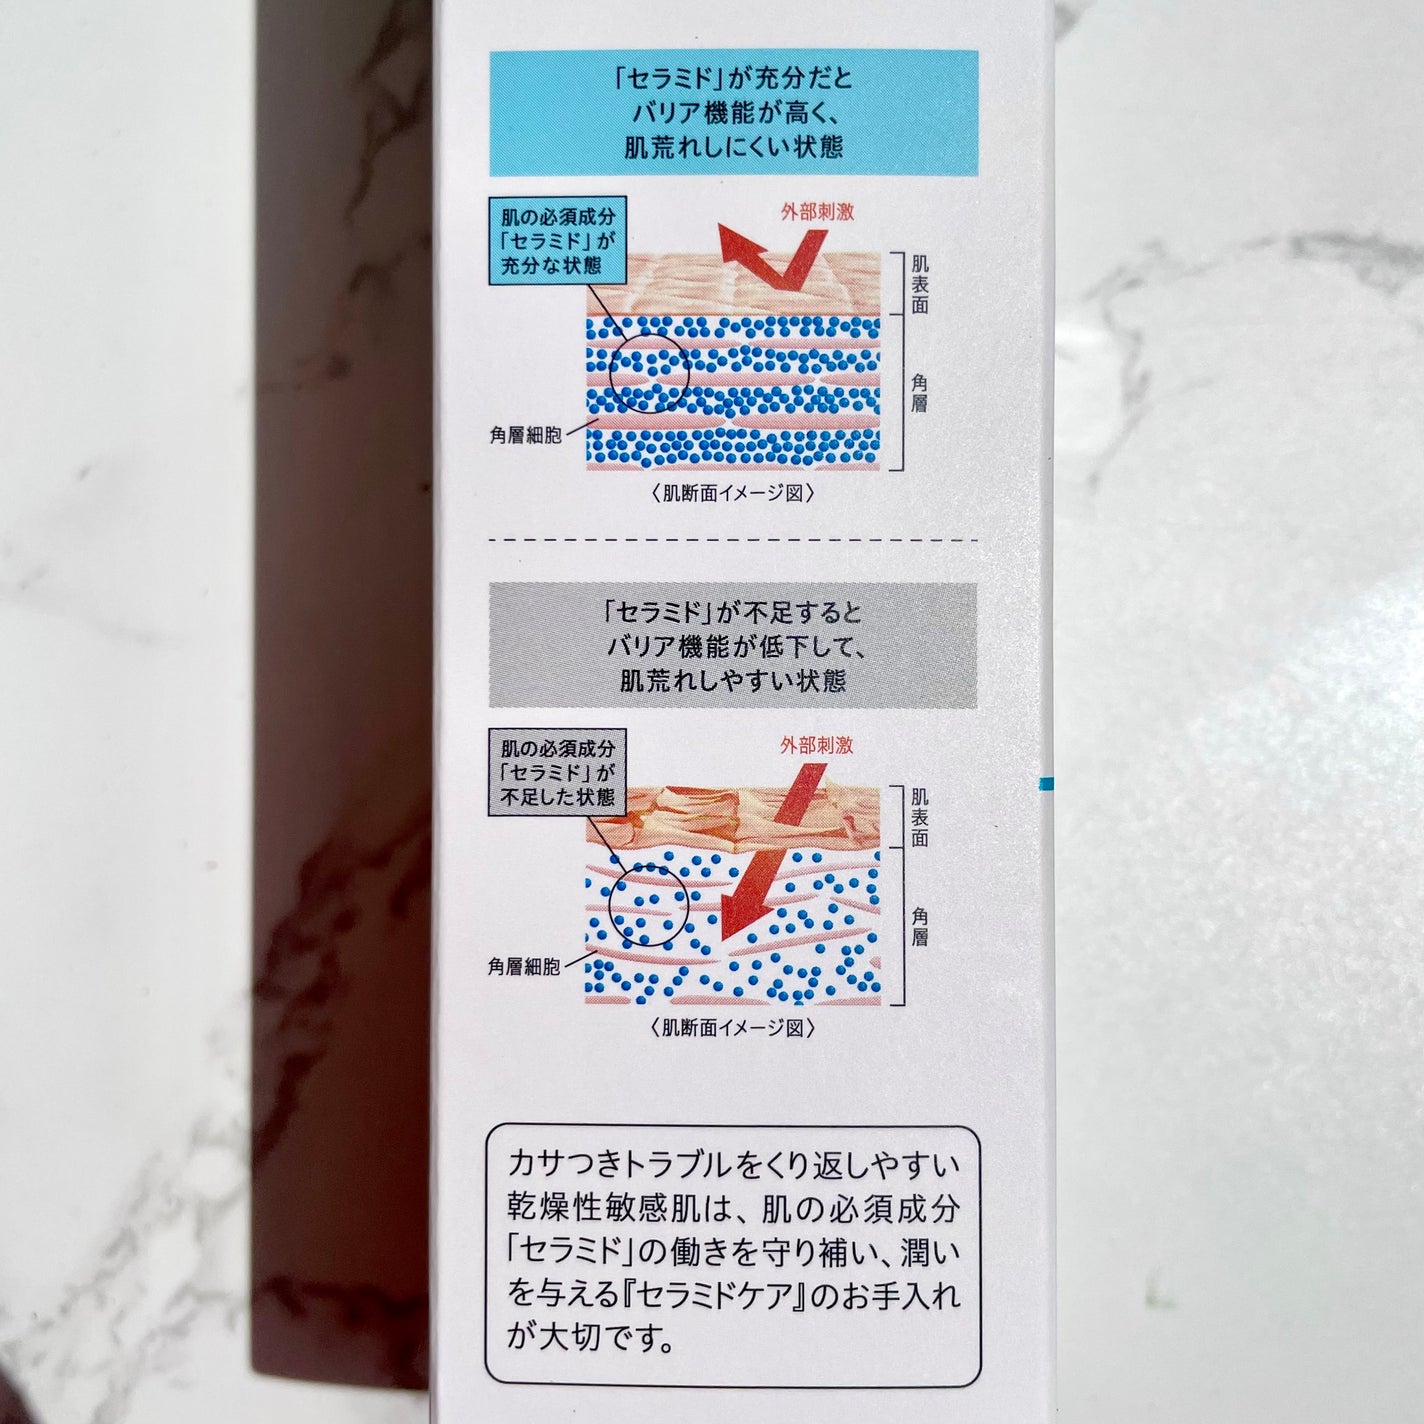 「セラミド」が充分だと
バリア機能が高く、
肌荒れしにくい状態
肌の必須成分
「セラミド」が
充分な状態
外部刺激
肌表面
角層
角層細胞
〈肌断面イメージ図〉
「セラミド」が不足すると
バリア機能が低下して、
肌荒れしやすい状態
肌の必須成分
「セラミド」が
不足した状態
外部刺激
肌表面
角層
角層細胞
〈肌断面イメージ図〉
カサつきトラブルをくり返しやすい
乾燥性敏感肌は、肌の必須成分
「セラミド」の働きを守り補い、潤い
を与える『セラミドケア』のお手入れ
が大切です。